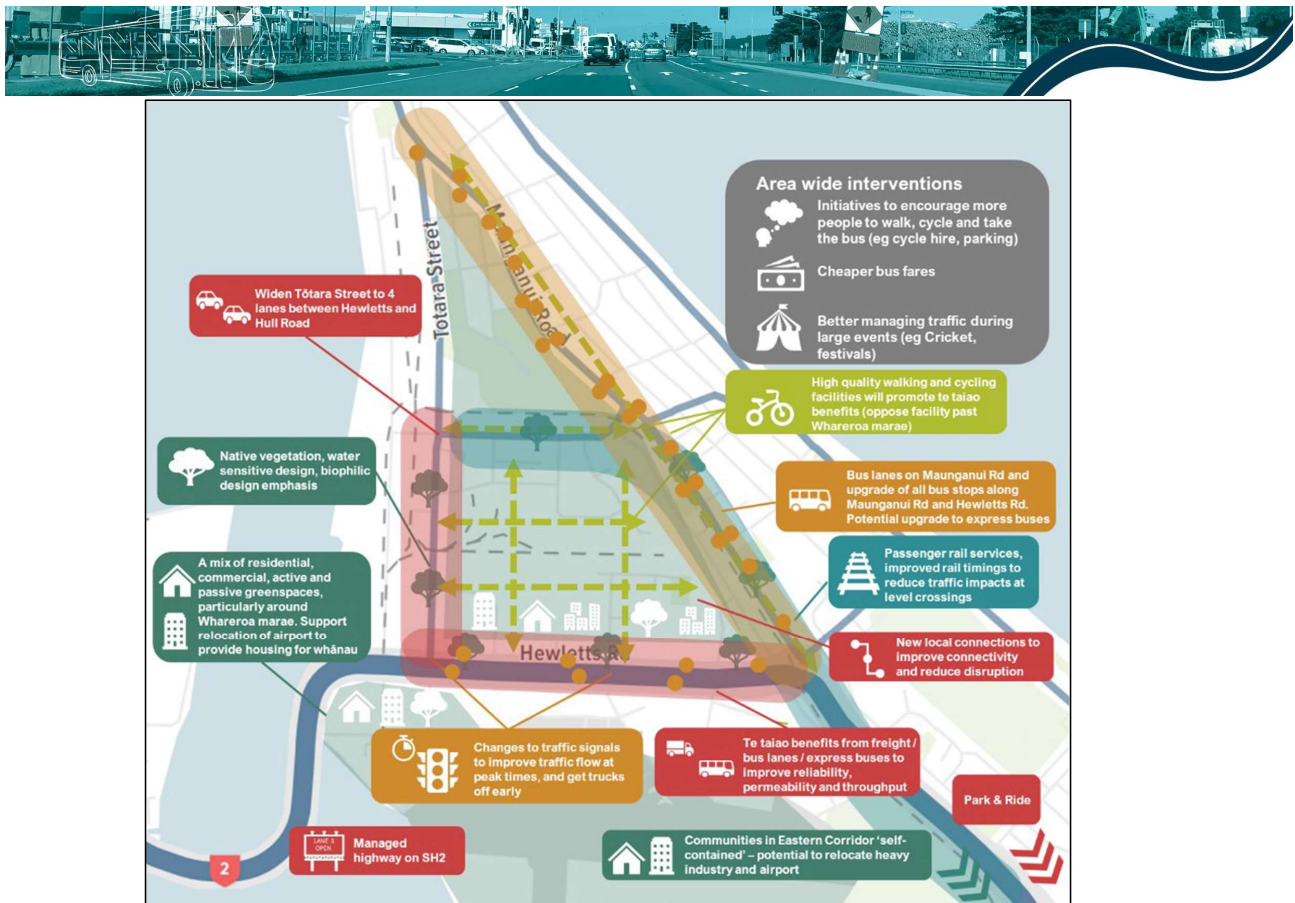 Area wide interventions
Initiatives to encourage more
people to walk, cycle and take
the bus (eg cycle hire, parking)
Cheaper bus fares
Better managing traffic during
large events (eg Cricket,
festivals)
Totara Street
Maunganui Road
Widen Tōtara Street to 4
lanes between Hewletts and
Hull Road
High quality walking and cycling
facilities will promote te taiao
benefits (oppose facility past
Whareroa marae)
Native vegetation, water
sensitive design, biophilic
design emphasis
Bus lanes on Maunganui Rd and
upgrade of all bus stops along
Maunganui Rd and Hewletts Rd.
Potential upgrade to express buses
A mix of residential,
commercial, active and
passive greenspaces,
particularly around
Whareroa marae. Support
relocation of airport to
provide housing for whānau
Passenger rail services,
improved rail timings to
reduce traffic impacts at
level crossings
New local connections to
improve connectivity
and reduce disruption
Hewletts R
Changes to traffic signals
to improve traffic flow at
peak times, and get trucks
off early
Te taiao benefits from freight /
bus lanes / express buses to
improve reliability,
permeability and throughput
Park & Ride
LANE 3
OPEN
Managed
highway on SH2
Communities in Eastern Corridor ‘self-
contained’ – potential to relocate heavy
industry and airport
2